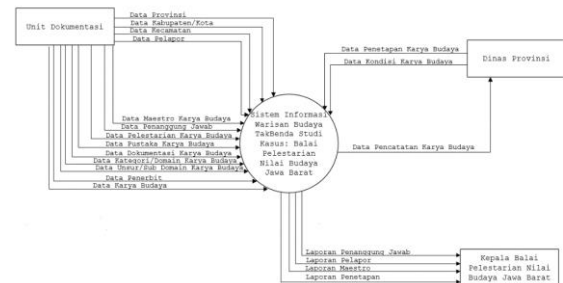 Unit Dokumentasi
Data Provinsi
Data Kabupaten/Kota
Data Kecamatan
Data Pelapor
Data Penetapan Karya Budaya
Data Kondisi Karya Budaya
Dinas Provinsi
Data Maestro Karya Budaya
Data Penanggung Jawab
Data Pelestarian Karya Budaya
Data Pustaka Karya Budaya
Data Dokumentasi Karya Budaya
Data Kategori/Domain Karya Budaya
Data Unsur/Sub Domain Karya Budaya
Data Penerbit
Data Karya Budaya
Sistem Informasi
Warisan Budaya
TakBenda Studi
Kasus: Balai
Pelestarian
Nilai Budaya
Jawa Barat
Data Pencatatan Karya Budaya
Laporan Penanggung Jawab
Laporan Pelapor
Laporan Maestro
Laporan Penetapan
Kepala Balai
Pelestarian Nilai
Budaya Jawa Barat